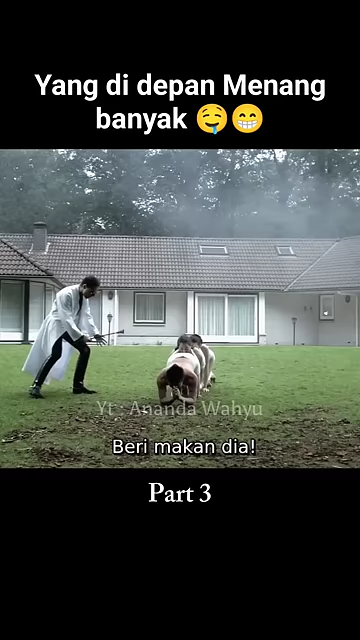 Yang di depan Menang
banyak 🤤😁
Yt : Ananda Wahyu
Beri makan dia!
Part 3